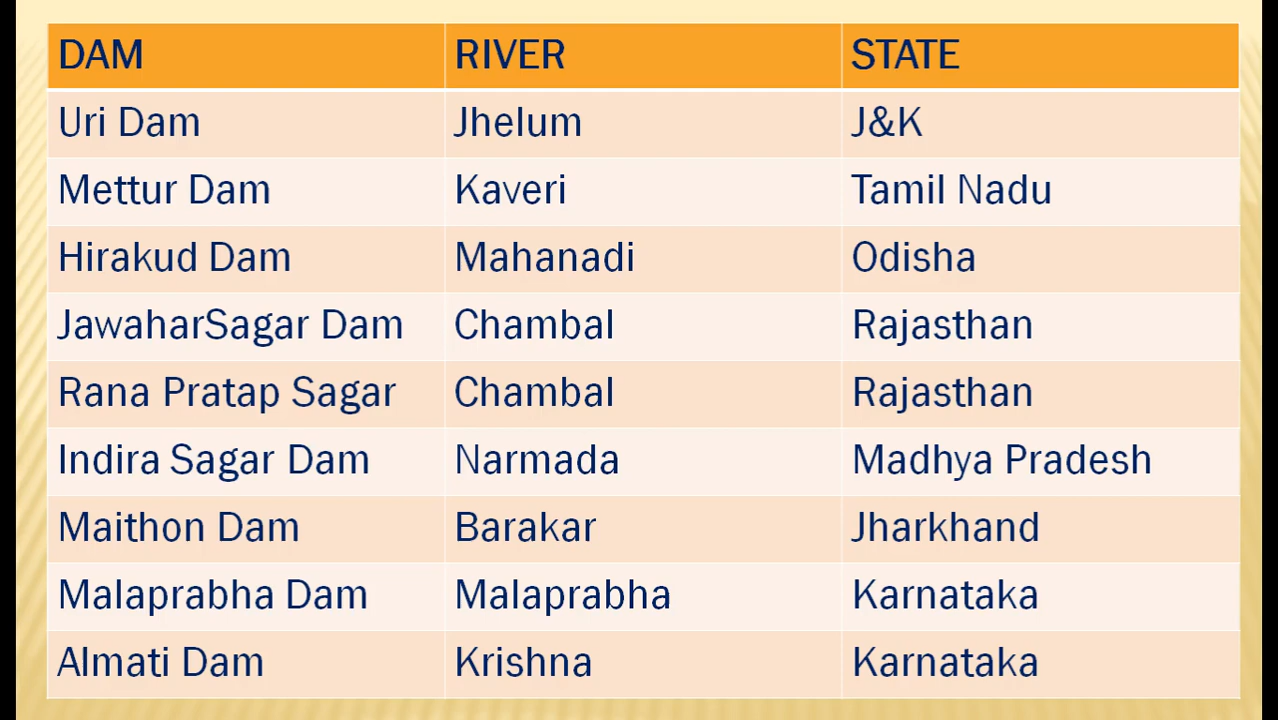 DAM RIVER STATE
Uri Dam Jhelum J&K
Mettur Dam Kaveri Tamil Nadu
Hirakud Dam Mahanadi Odisha
JawaharSagar Dam Chambal Rajasthan
Rana Pratap Sagar Chambal Rajasthan
Indira Sagar Dam Narmada Madhya Pradesh
Maithon Dam Barakar Jharkhand
Malaprabha Dam Malaprabha Karnataka
Almati Dam Krishna Karnataka